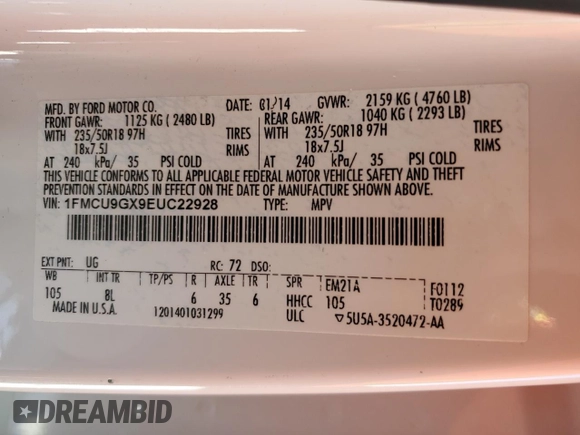 MFD. BY FORD MOTOR CO.
DATE: 01/14
GVWR: 2159 KG ( 4760 LB)
FRONT GAWR: 1125 KG ( 2480 LB)
REAR GAWR: 1040 KG ( 2293 LB)
WITH 235/50R18 97H TIRES
WITH 235/50R18 97H TIRES
18x7.5J RIMS
18x7.5J RIMS
AT 240 kPa/ 35 PSI COLD
AT 240 kPa/ 35 PSI COLD
THIS VEHICLE CONFORMS TO ALL APPLICABLE FEDERAL MOTOR VEHICLE SAFETY AND THEFT
PREVENTION STANDARDS IN EFFECT ON THE DATE OF MANUFACTURE SHOWN ABOVE.
VIN: 1FMCU9GX9EUC22928
TYPE: MPV
EXT PNT: UG
RC: 72 DSO:
WB INT TR TP/PS R AXLE TR SPR EM21A F0112
105 8L 6 35 6 HHCC 105 T0289
MADE IN U.S.A. 1201401031299 ULC ▽5U5A-3520472-AA
DREAMBID